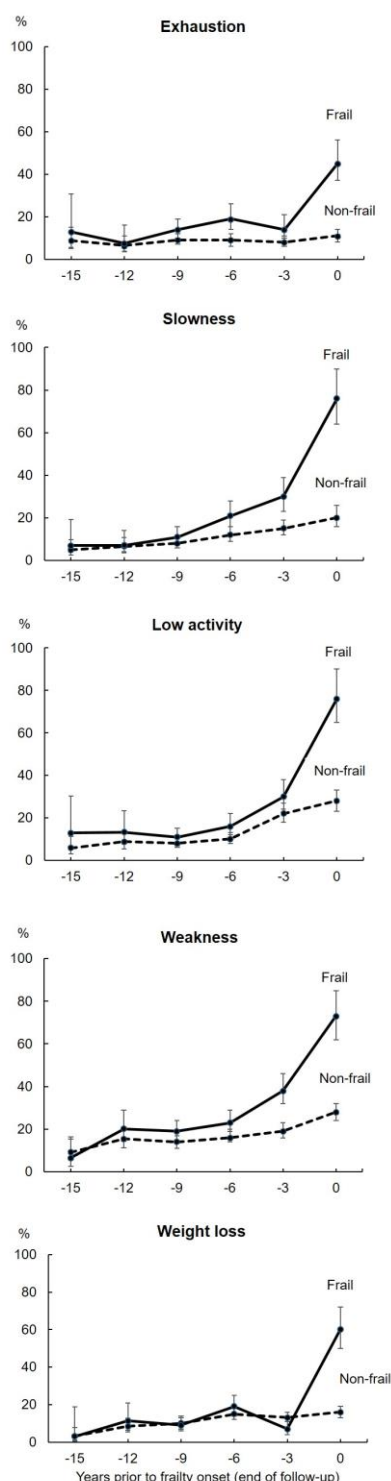 % Exhaustion
100
80
Frail
60
40
Non-frail
20
0
-15 -12 -9 -6 -3 0
% Slowness
100
Frail
80
60
Non-frail
40
20
0
-15 -12 -9 -6 -3 0
% Low activity
100
Frail
80
60
Non-frail
40
20
0
-15 -12 -9 -6 -3 0
% Weakness
100
Frail
80
60
Non-frail
40
20
0
-15 -12 -9 -6 -3 0
% Weight loss
100
Frail
80
60
40
Non-frail
20
0
-15 -12 -9 -6 -3 0
Years prior to frailty onset (end of follow-up)